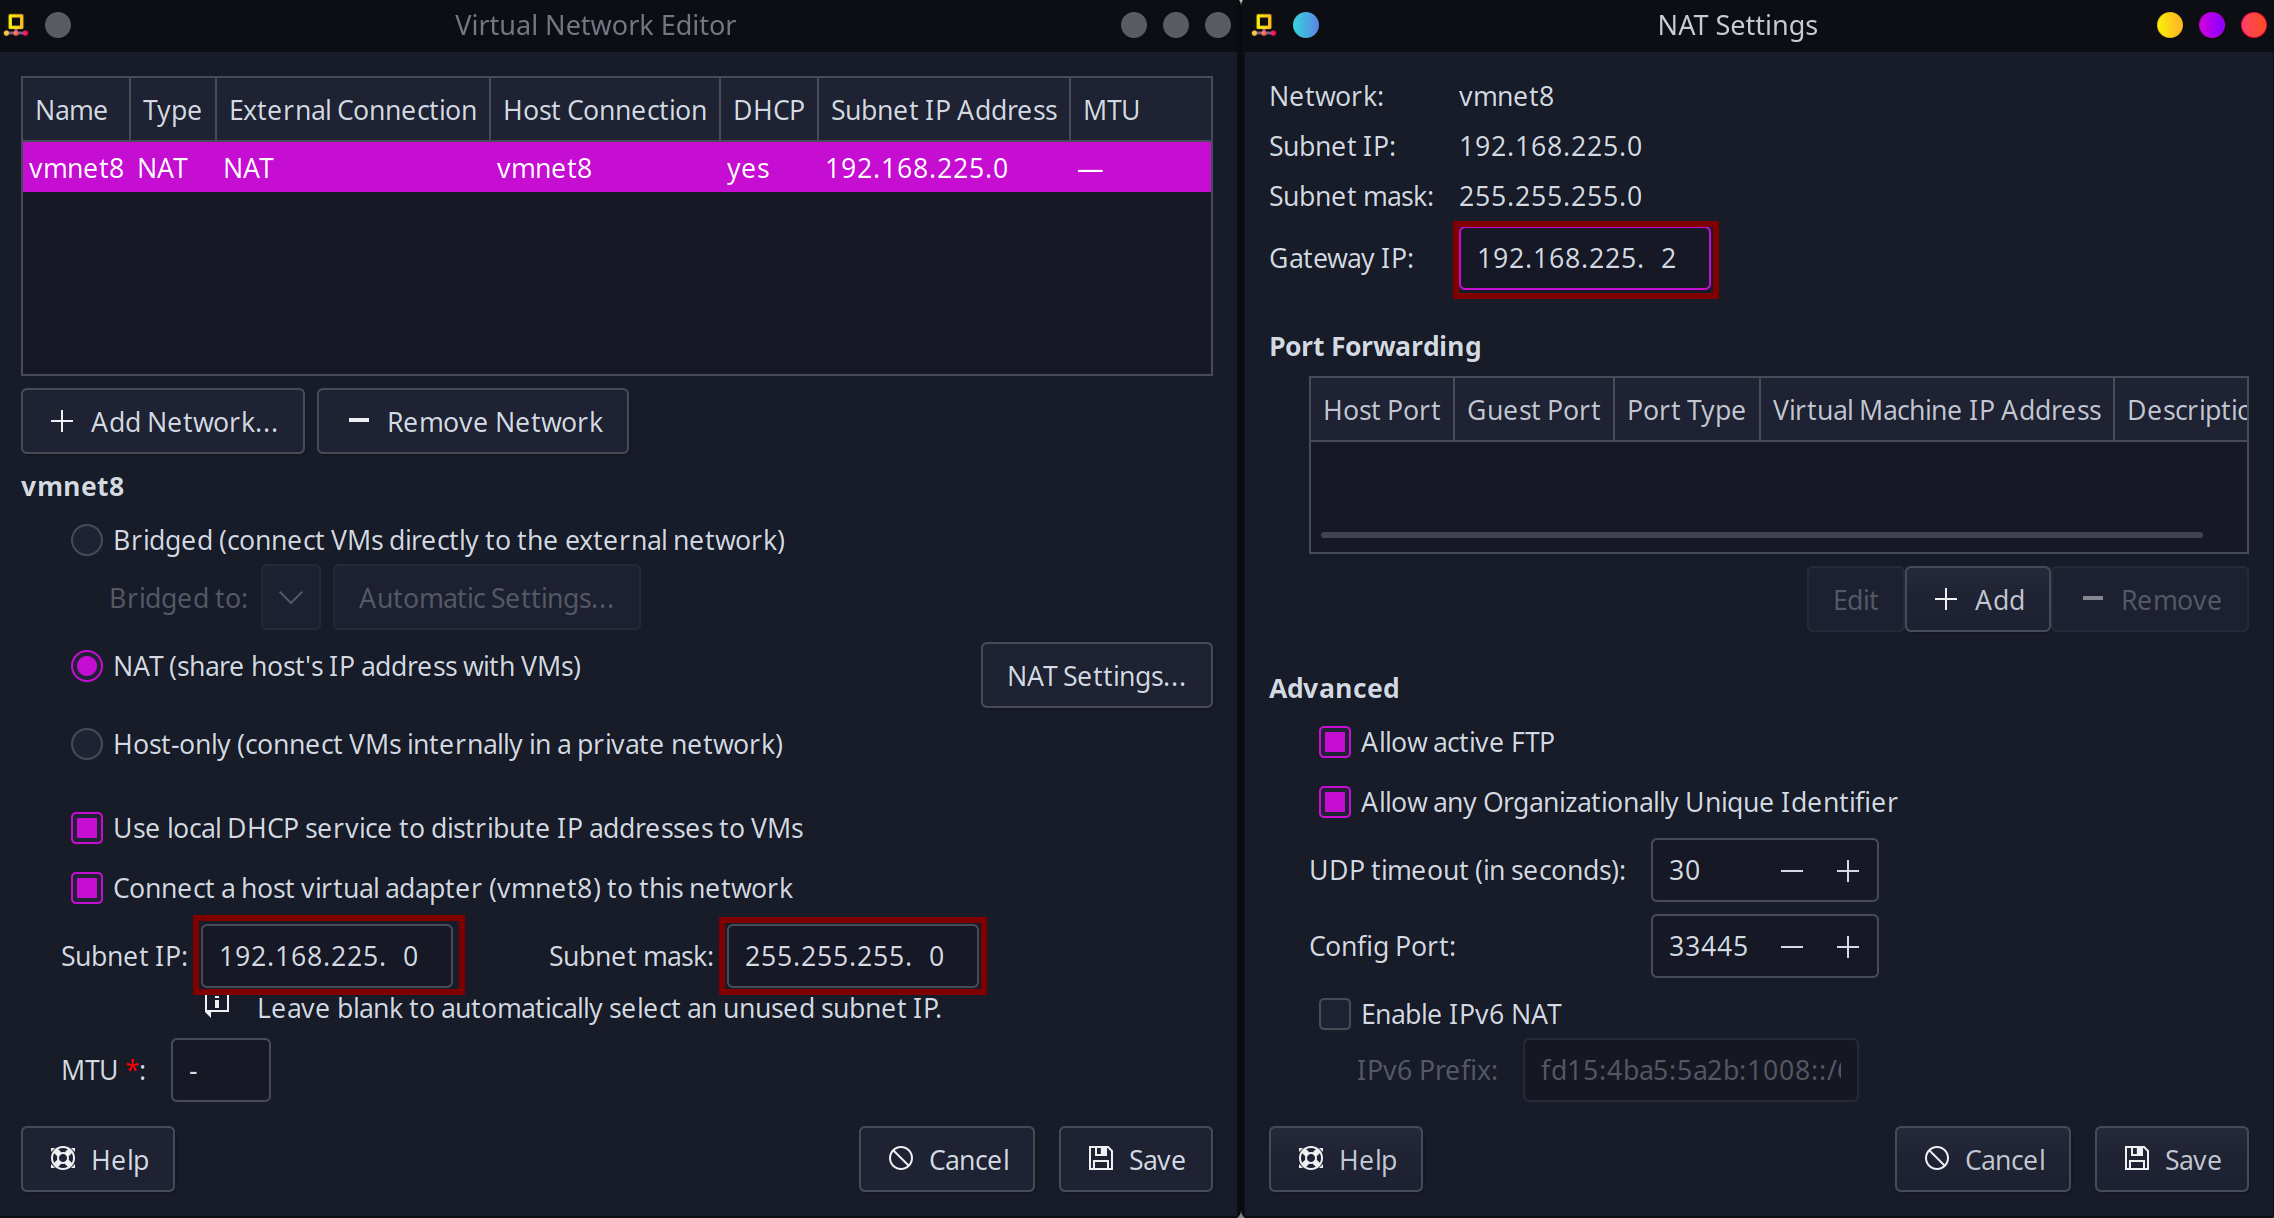 Virtual Network Editor
Name Type External Connection Host Connection DHCP Subnet IP Address MTU
vmnet8 NAT NAT vmnet8 yes 192.168.225.0 —
Add Network...
Remove Network
vmnet8
Bridged (connect VMs directly to the external network)
Bridged to: Automatic Settings...
NAT (share host's IP address with VMs) NAT Settings...
Host-only (connect VMs internally in a private network)
Use local DHCP service to distribute IP addresses to VMs
Connect a host virtual adapter (vmnet8) to this network
Subnet IP: 192.168.225. 0 Subnet mask: 255.255.255. 0
Leave blank to automatically select an unused subnet IP.
MTU *: -
Help Cancel Save
NAT Settings
Network: vmnet8
Subnet IP: 192.168.225.0
Subnet mask: 255.255.255.0
Gateway IP: 192.168.225. 2
Port Forwarding
Host Port Guest Port Port Type Virtual Machine IP Address Descriptic
Edit Add Remove
Advanced
Allow active FTP
Allow any Organizationally Unique Identifier
UDP timeout (in seconds): 30
Config Port: 33445
Enable IPv6 NAT
IPv6 Prefix: fd15:4ba5:5a2b:1008::/
Help Cancel Save